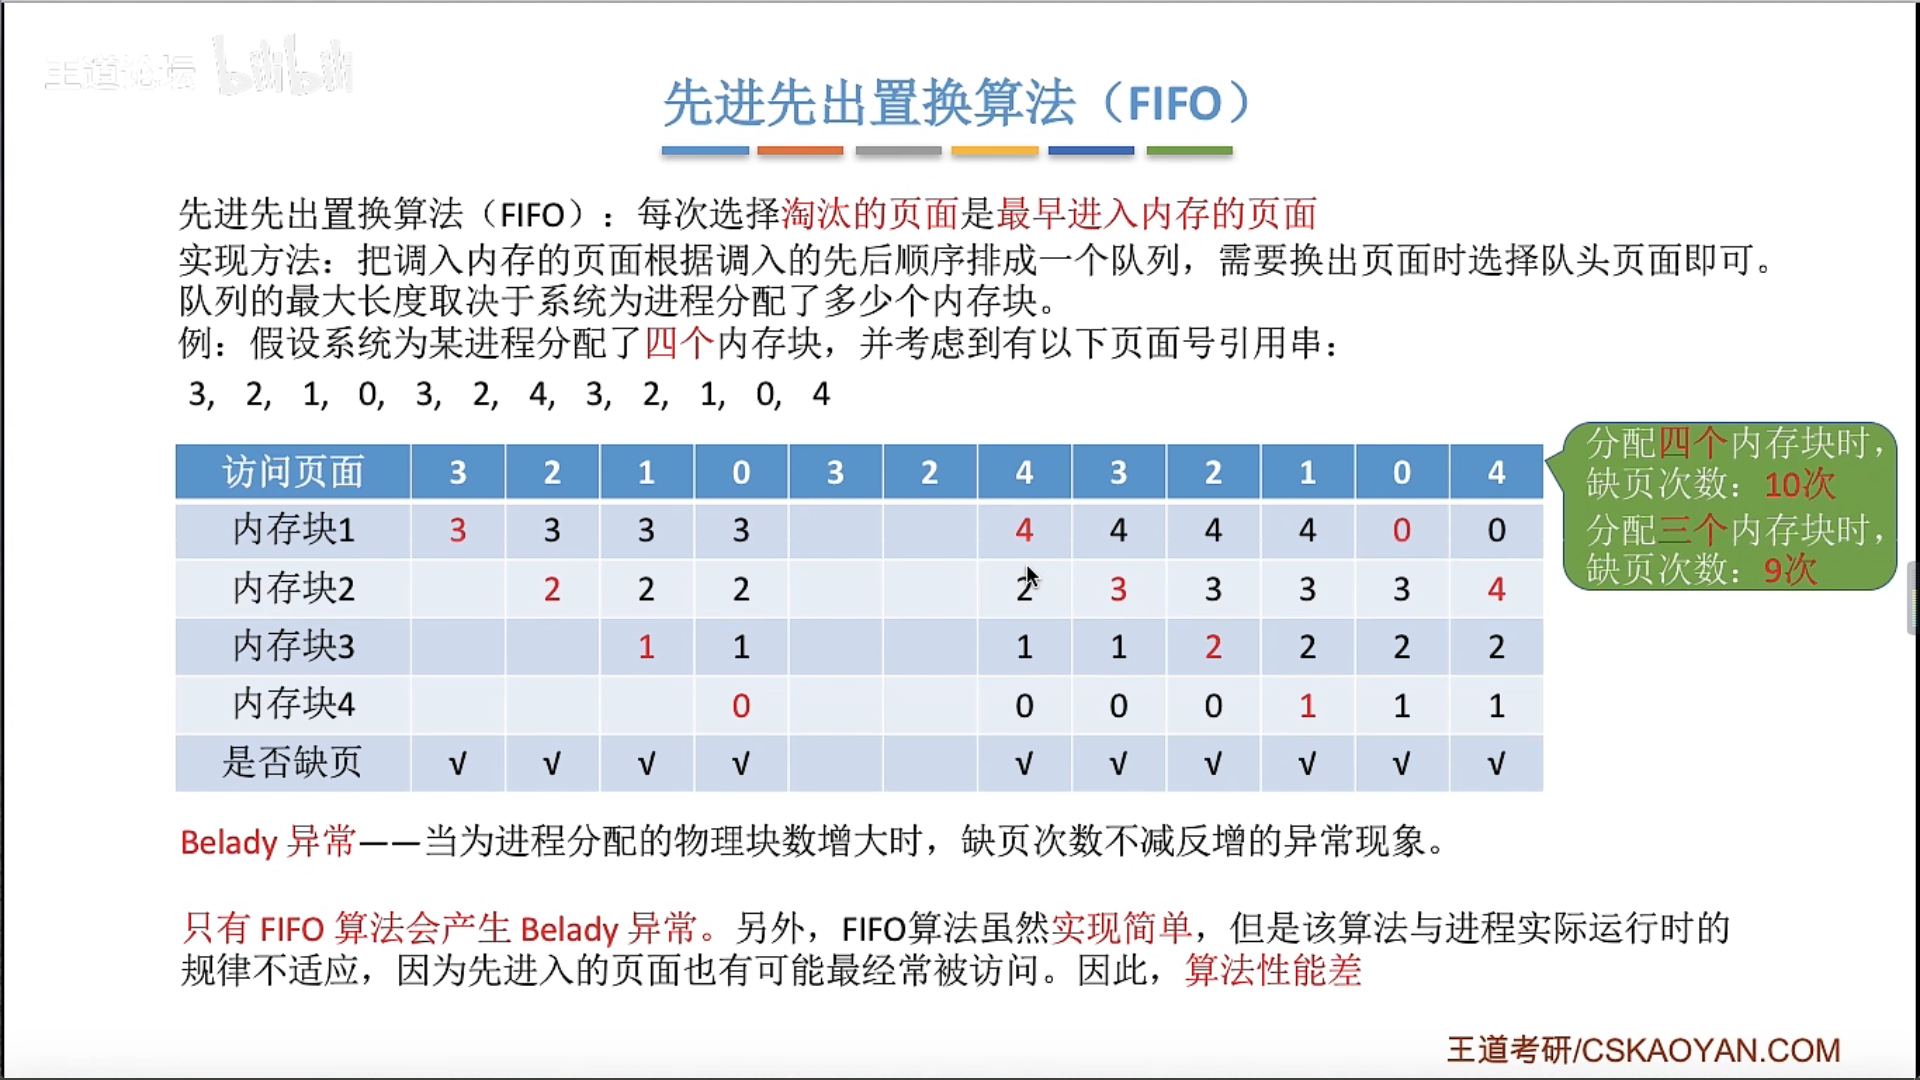 王道论坛 bilibili
先进先出置换算法（FIFO）
先进先出置换算法（FIFO）：每次选择淘汰的页面是最早进入内存的页面
实现方法：把调入内存的页面根据调入的先后顺序排成一个队列，需要换出页面时选择队头页面即可。
队列的最大长度取决于系统为进程分配了多少个内存块。
例：假设系统为某进程分配了四个内存块，并考虑到有以下页面号引用串：
3, 2, 1, 0, 3, 2, 4, 3, 2, 1, 0, 4
访问页面 3 2 1 0 3 2 4 3 2 1 0 4
内存块1 3 3 3 3 4 4 4 4 0 0
内存块2 2 2 2 2 3 3 3 3 4
内存块3 1 1 1 1 2 2 2 2
内存块4 0 0 0 0 1 1 1
是否缺页 √ √ √ √ √ √ √ √ √ √
分配四个内存块时，
缺页次数：10次
分配三个内存块时，
缺页次数：9次
Belady 异常——当为进程分配的物理块数增大时，缺页次数不减反增的异常现象。
只有 FIFO 算法会产生 Belady 异常。另外，FIFO算法虽然实现简单，但是该算法与进程实际运行时的
规律不适应，因为先进入的页面也有可能最经常被访问。因此，算法性能差
王道考研/CSKAOYAN.COM